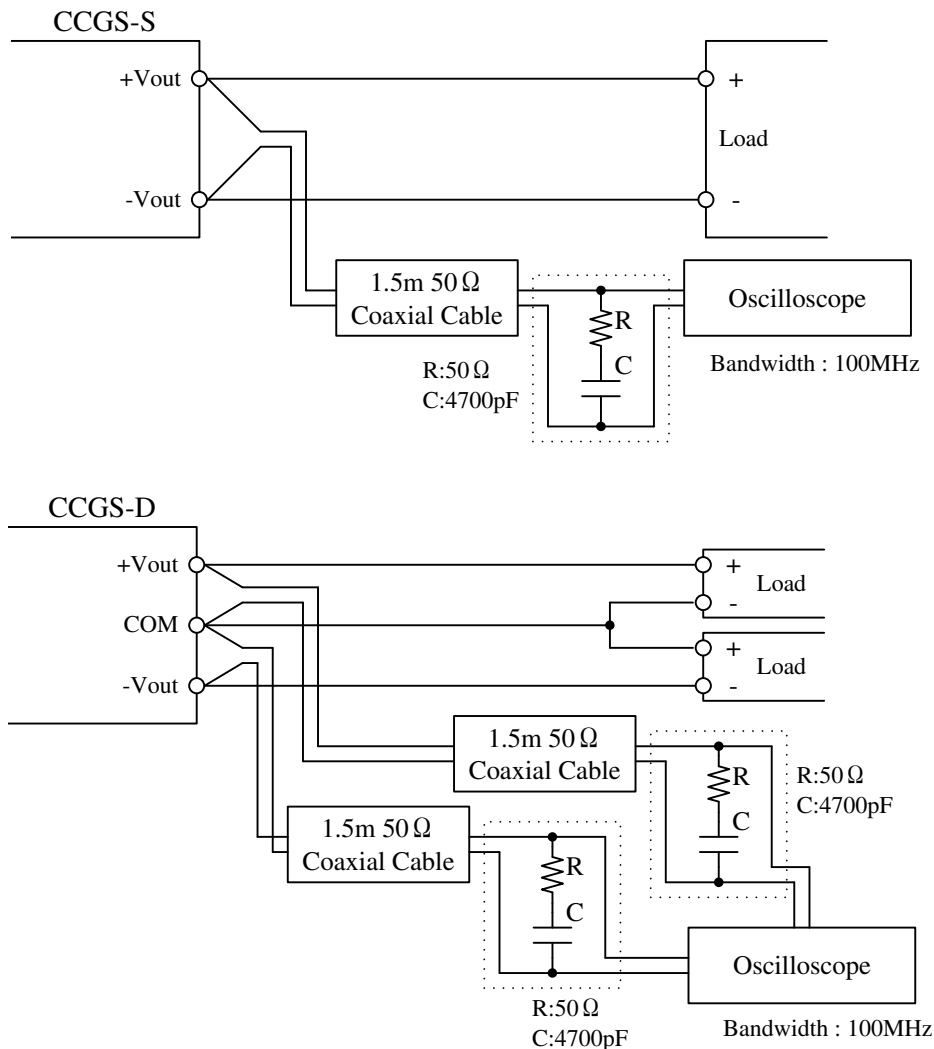 CCGS-S
+Vout
+
Load
-Vout
-
1.5m 50Ω
Coaxial Cable
R
C
Oscilloscope
R:50Ω
C:4700pF
Bandwidth : 100MHz
CCGS-D
+Vout
+
Load
-
COM
+
Load
-Vout
-
1.5m 50Ω
Coaxial Cable
R
C
R:50Ω
C:4700pF
1.5m 50Ω
Coaxial Cable
R
C
R:50Ω
C:4700pF
Oscilloscope
Bandwidth : 100MHz